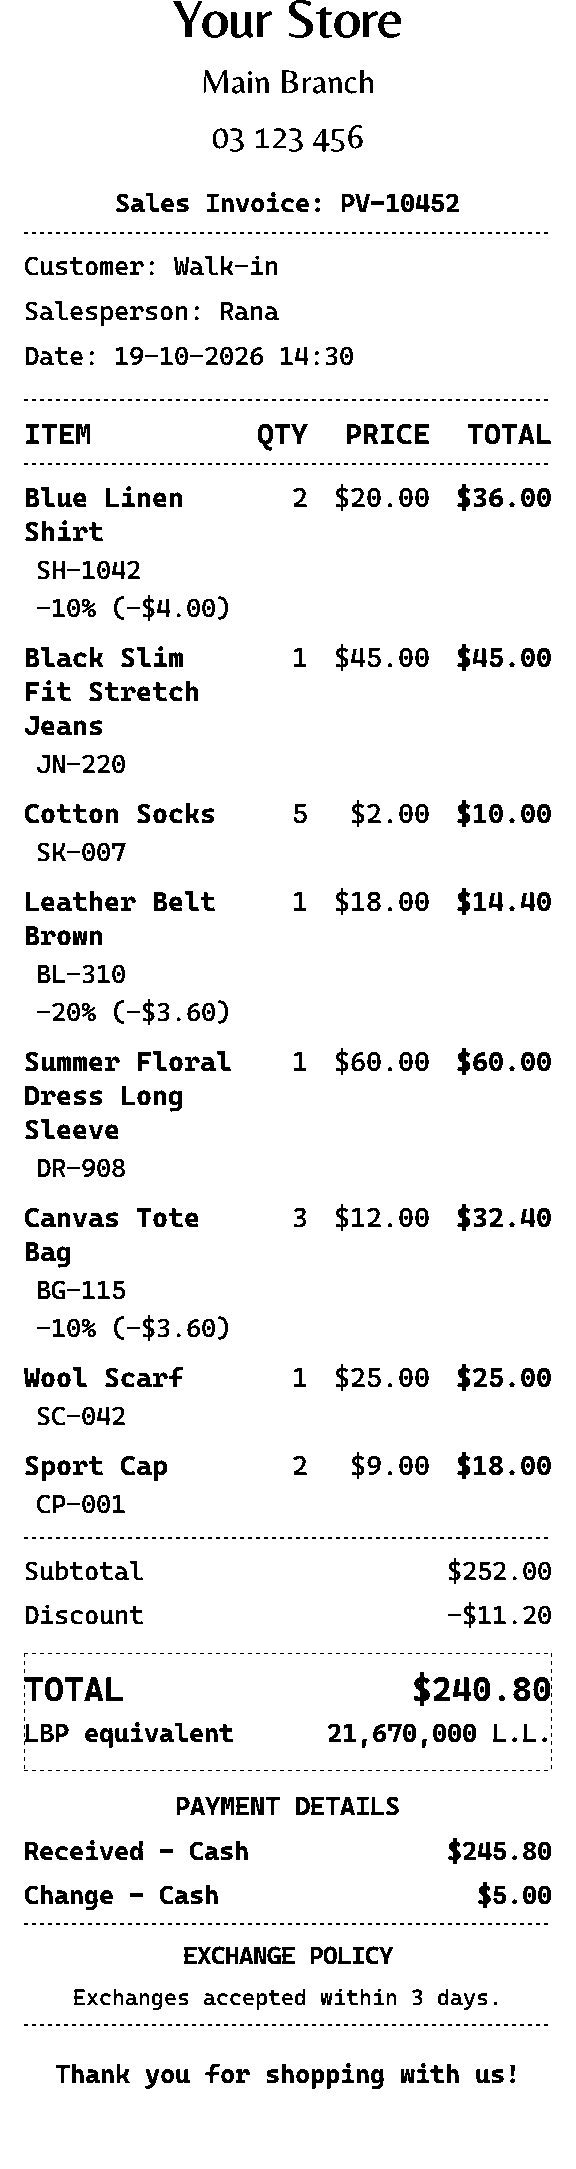 Your Store
Main Branch
03 123 456
Sales Invoice: PV-10452
Customer: Walk-in
Salesperson: Rana
Date: 19-10-2026 14:30
ITEM QTY PRICE TOTAL
Blue Linen 2 $20.00 $36.00
Shirt
SH-1042
-10% (-$4.00)
Black Slim 1 $45.00 $45.00
Fit Stretch
Jeans
JN-220
Cotton Socks 5 $2.00 $10.00
SK-007
Leather Belt 1 $18.00 $14.40
Brown
BL-310
-20% (-$3.60)
Summer Floral 1 $60.00 $60.00
Dress Long
Sleeve
DR-908
Canvas Tote 3 $12.00 $32.40
Bag
BG-115
-10% (-$3.60)
Wool Scarf 1 $25.00 $25.00
SC-042
Sport Cap 2 $9.00 $18.00
CP-001
Subtotal $252.00
Discount -$11.20
TOTAL $240.80
LBP equivalent 21,670,000 L.L.
PAYMENT DETAILS
Received - Cash $245.80
Change - Cash $5.00
EXCHANGE POLICY
Exchanges accepted within 3 days.
Thank you for shopping with us!